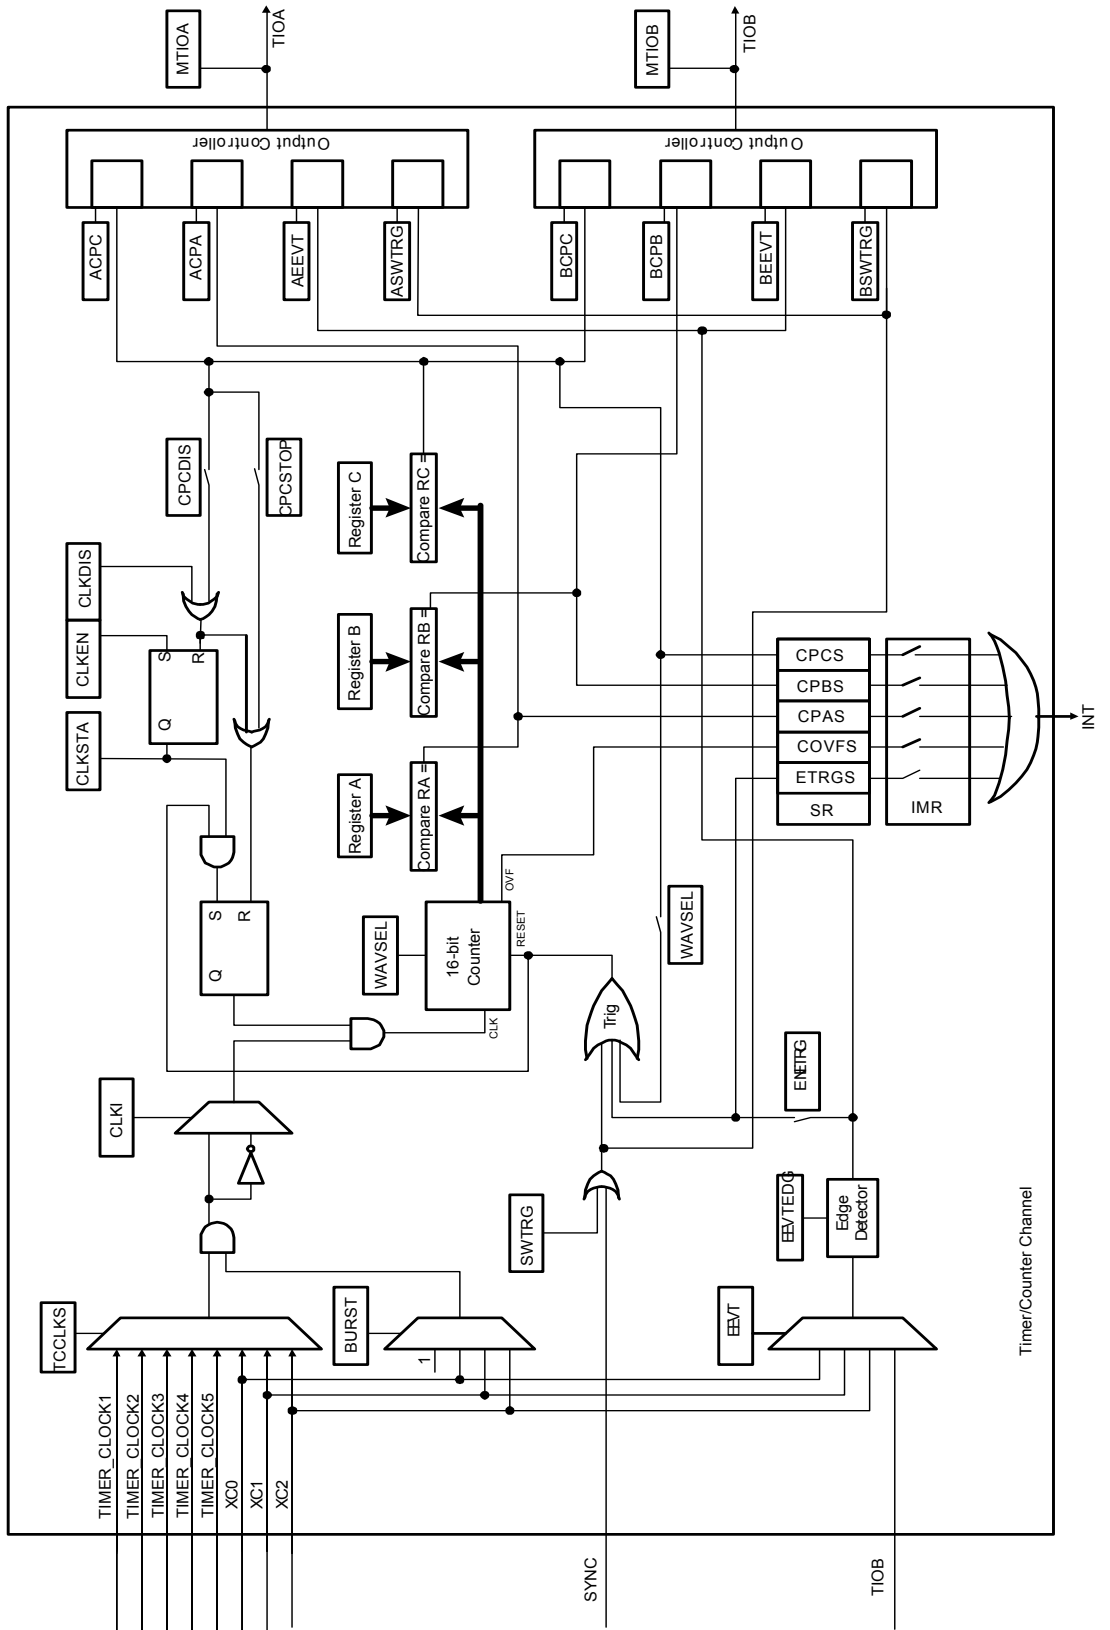 TIMER_CLOCK1
TIMER_CLOCK2
TIMER_CLOCK3
TIMER_CLOCK4
TIMER_CLOCK5
XC0
XC1
XC2
TCCLKS
CLKI
BURST
1
CLKSTA
CLKEN
CLKDIS
Q
S
R
Q
S
R
CPCDIS
CPCSTOP
ACPC
ACPA
AEEVT
ASWTRG
Output Controller
MTIOA
TIOA
Register A
Register B
Register C
Compare RA =
Compare RB =
Compare RC =
WAVSEL
16-bit
Counter
CLK
RESET
OVF
SYNC
SWTRG
Trig
WAVSEL
BCPC
BCPB
BEEVT
BSWTRG
Output Controller
MTIOB
TIOB
TIOB
EEVT
EEVTEDG
Edge
Detector
ENETRG
CPCS
CPBS
CPAS
COVFS
ETRGS
SR
IMR
INT
Timer/Counter Channel